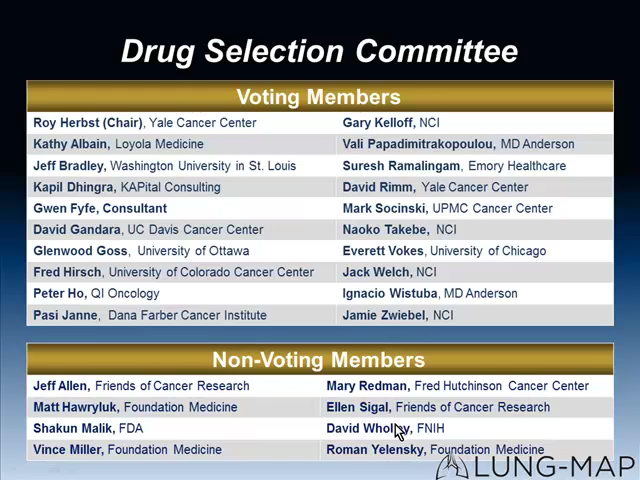 Drug Selection Committee
Voting Members
Roy Herbst (Chair), Yale Cancer Center
Gary Kelloff, NCI
Kathy Albain, Loyola Medicine
Vali Papadimitrakopoulou, MD Anderson
Jeff Bradley, Washington University in St. Louis
Suresh Ramalingam, Emory Healthcare
Kapil Dhingra, KAPital Consulting
David Rimm, Yale Cancer Center
Gwen Fyfe, Consultant
Mark Socinski, UPMC Cancer Center
David Gandara, UC Davis Cancer Center
Naoko Takebe, NCI
Glenwood Goss, University of Ottawa
Everett Vokes, University of Chicago
Fred Hirsch, University of Colorado Cancer Center
Jack Welch, NCI
Peter Ho, QI Oncology
Ignacio Wistuba, MD Anderson
Pasi Janne, Dana Farber Cancer Institute
Jamie Zwiebel, NCI
Non-Voting Members
Jeff Allen, Friends of Cancer Research
Mary Redman, Fred Hutchinson Cancer Center
Matt Hawryluk, Foundation Medicine
Ellen Sigal, Friends of Cancer Research
Shakun Malik, FDA
David Wholley, FNIH
Vince Miller, Foundation Medicine
Roman Yelensky, Foundation Medicine
LUNG-MAP